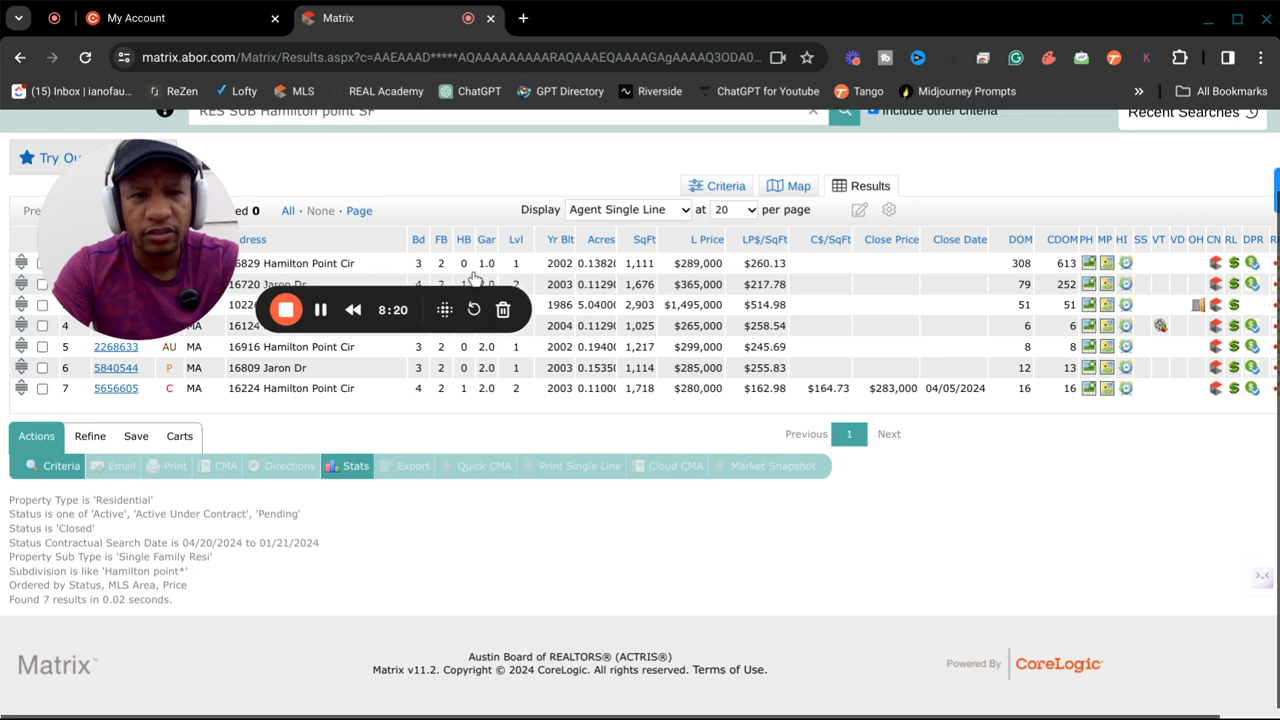 My Account
Matrix
matrix.abor.com/Matrix/Results.aspx?c=AAEAAAD*****AQAAAAAAAAARAQAAAEQAAAAGAgAAAAQ3ODA0...
(15) Inbox | ianofau... ReZen Lofty MLS REAL Academy ChatGPT GPT Directory Riverside ChatGPT for Youtube Tango Midjourney Prompts » All Bookmarks
RES SUB Hamilton point SF Include other criteria Recent Searches
Try Ou
Criteria Map Results
Pre ed 0 All · None · Page Display Agent Single Line at 20 per page
dress Bd FB HB Gar Lvl Yr Blt Acres SqFt L Price LP$/SqFt C$/SqFt Close Price Close Date DOM CDOM PH MP HI SS VT VD OH CN RL DPR
6829 Hamilton Point Cir 3 2 0 1.0 1 2002 0.13820 1,111 $289,000 $260.13 308 613
16720 Jaron Dr 2003 0.11290 1,676 $365,000 $217.78 79 252
1022 1986 5.04000 2,903 $1,495,000 $514.98 51 51
4 MA 16124 2004 0.11290 1,025 $265,000 $258.54 6 6
5 2268633 AU MA 16916 Hamilton Point Cir 3 2 0 2.0 1 2002 0.19400 1,217 $299,000 $245.69 8 8
6 5840544 P MA 16809 Jaron Dr 3 2 0 2.0 1 2003 0.15350 1,114 $285,000 $255.83 12 13
7 5656605 C MA 16224 Hamilton Point Cir 4 2 1 2.0 2 2003 0.11000 1,718 $280,000 $162.98 $164.73 $283,000 04/05/2024 16 16
8:20
Previous 1 Next
Actions Refine Save Carts
Criteria Email Print CMA Directions Stats Export Quick CMA Print Single Line Cloud CMA Market Snapshot
Property Type is 'Residential'
Status is one of 'Active', 'Active Under Contract', 'Pending'
Status is 'Closed'
Status Contractual Search Date is 04/20/2024 to 01/21/2024
Property Sub Type is 'Single Family Resi'
Subdivision is like 'Hamilton point*'
Ordered by Status, MLS Area, Price
Found 7 results in 0.02 seconds.
Matrix™
Austin Board of REALTORS® (ACTRIS)
Matrix v11.2. Copyright © 2024 CoreLogic. All rights reserved. Terms of Use.
Powered By CoreLogic